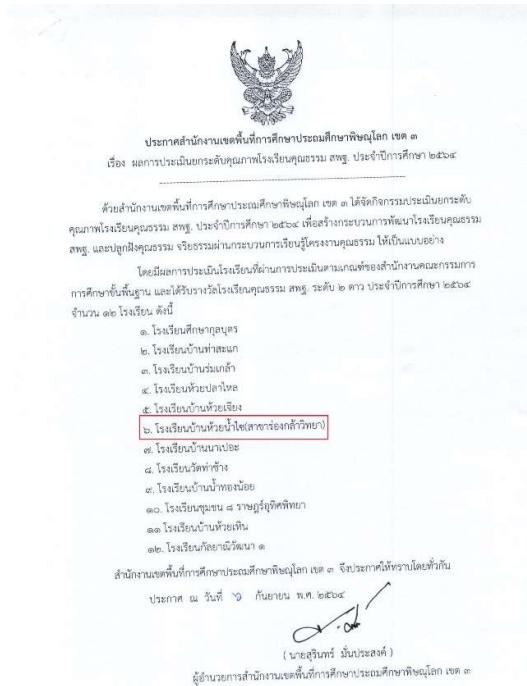 ประกาศสำนักงานเขตพื้นที่การศึกษาประถมศึกษาพิษณุโลก เขต ๓
เรื่อง ผลการประเมินยกระดับคุณภาพโรงเรียนคุณธรรม สพฐ. ประจำปีการศึกษา ๒๕๖๔
ด้วยสำนักงานเขตพื้นที่การศึกษาประถมศึกษาพิษณุโลก เขต ๓ ได้จัดกิจกรรมประเมินยกระดับ
คุณภาพโรงเรียนคุณธรรม สพฐ. ประจำปีการศึกษา ๒๕๖๔ เพื่อสร้างกระบวนการพัฒนาโรงเรียนคุณธรรม
สพฐ. และปลูกฝังคุณธรรม จริยธรรมผ่านกระบวนการเรียนรู้โครงงานคุณธรรม ให้เป็นแบบอย่าง
โดยมีผลการประเมินโรงเรียนที่ผ่านการประเมินตามเกณฑ์ของสำนักงานคณะกรรมการ
การศึกษาขั้นพื้นฐาน และได้รับรางวัลโรงเรียนคุณธรรม สพฐ. ระดับ ๒ ดาว ประจำปีการศึกษา ๒๕๖๔
จำนวน ๑๒ โรงเรียน ดังนี้
๑. โรงเรียนศึกษากุลบุตร
๒. โรงเรียนบ้านท่าสะแก
๓. โรงเรียนบ้านร่มเกล้า
๔. โรงเรียนห้วยปลาไหล
๕. โรงเรียนบ้านห้วยเจียง
๖. โรงเรียนบ้านห้วยน้ำไซ(สาขาร่องกล้าวิทยา)
๗. โรงเรียนบ้านนาเปอะ
๘. โรงเรียนวัดท่าช้าง
๙. โรงเรียนบ้านน้ำทองน้อย
๑๐. โรงเรียนชุมชน ๘ ราษฎร์อุทิศพิทยา
๑๑ โรงเรียนบ้านห้วยเหิน
๑๒. โรงเรียนกัลยาณิวัฒนา ๑
สำนักงานเขตพื้นที่การศึกษาประถมศึกษาพิษณุโลก เขต ๓ จึงประกาศให้ทราบโดยทั่วกัน
ประกาศ ณ วันที่ ๖ กันยายน พ.ศ. ๒๕๖๔
( นายสุรินทร์ มั่นประสงค์ )
ผู้อำนวยการสำนักงานเขตพื้นที่การศึกษาประถมศึกษาพิษณุโลก เขต ๓